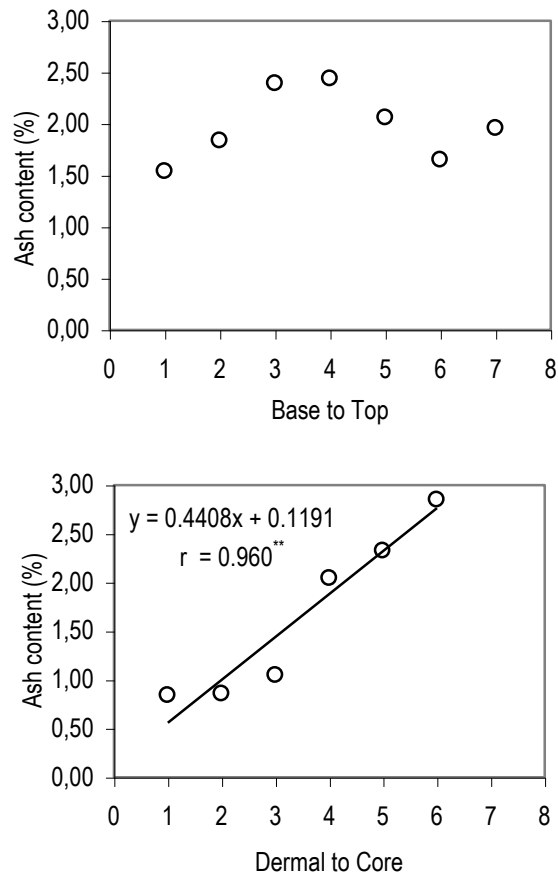 3,00
2,50
2,00
1,50
1,00
0,50
0,00
Ash content (%)
0 1 2 3 4 5 6 7 8
Base to Top
3,00
2,50
2,00
1,50
1,00
0,50
0,00
Ash content (%)
y = 0.4408x + 0.1191
r = 0.960**
0 1 2 3 4 5 6 7 8
Dermal to Core